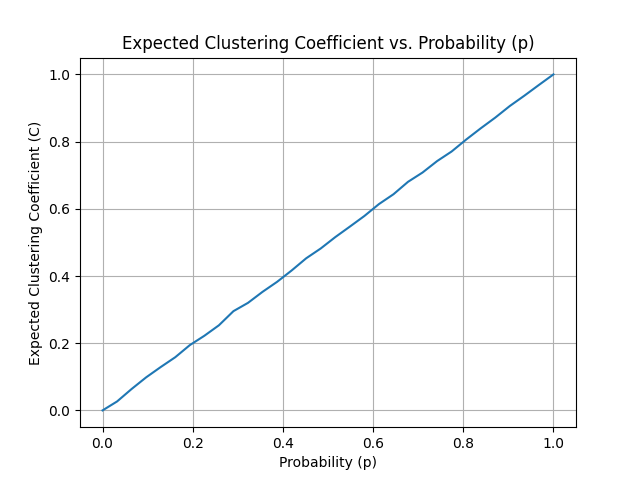 Expected Clustering Coefficient vs. Probability (p)
Expected Clustering Coefficient (C)
1.0
0.8
0.6
0.4
0.2
0.0
0.0 0.2 0.4 0.6 0.8 1.0
Probability (p)